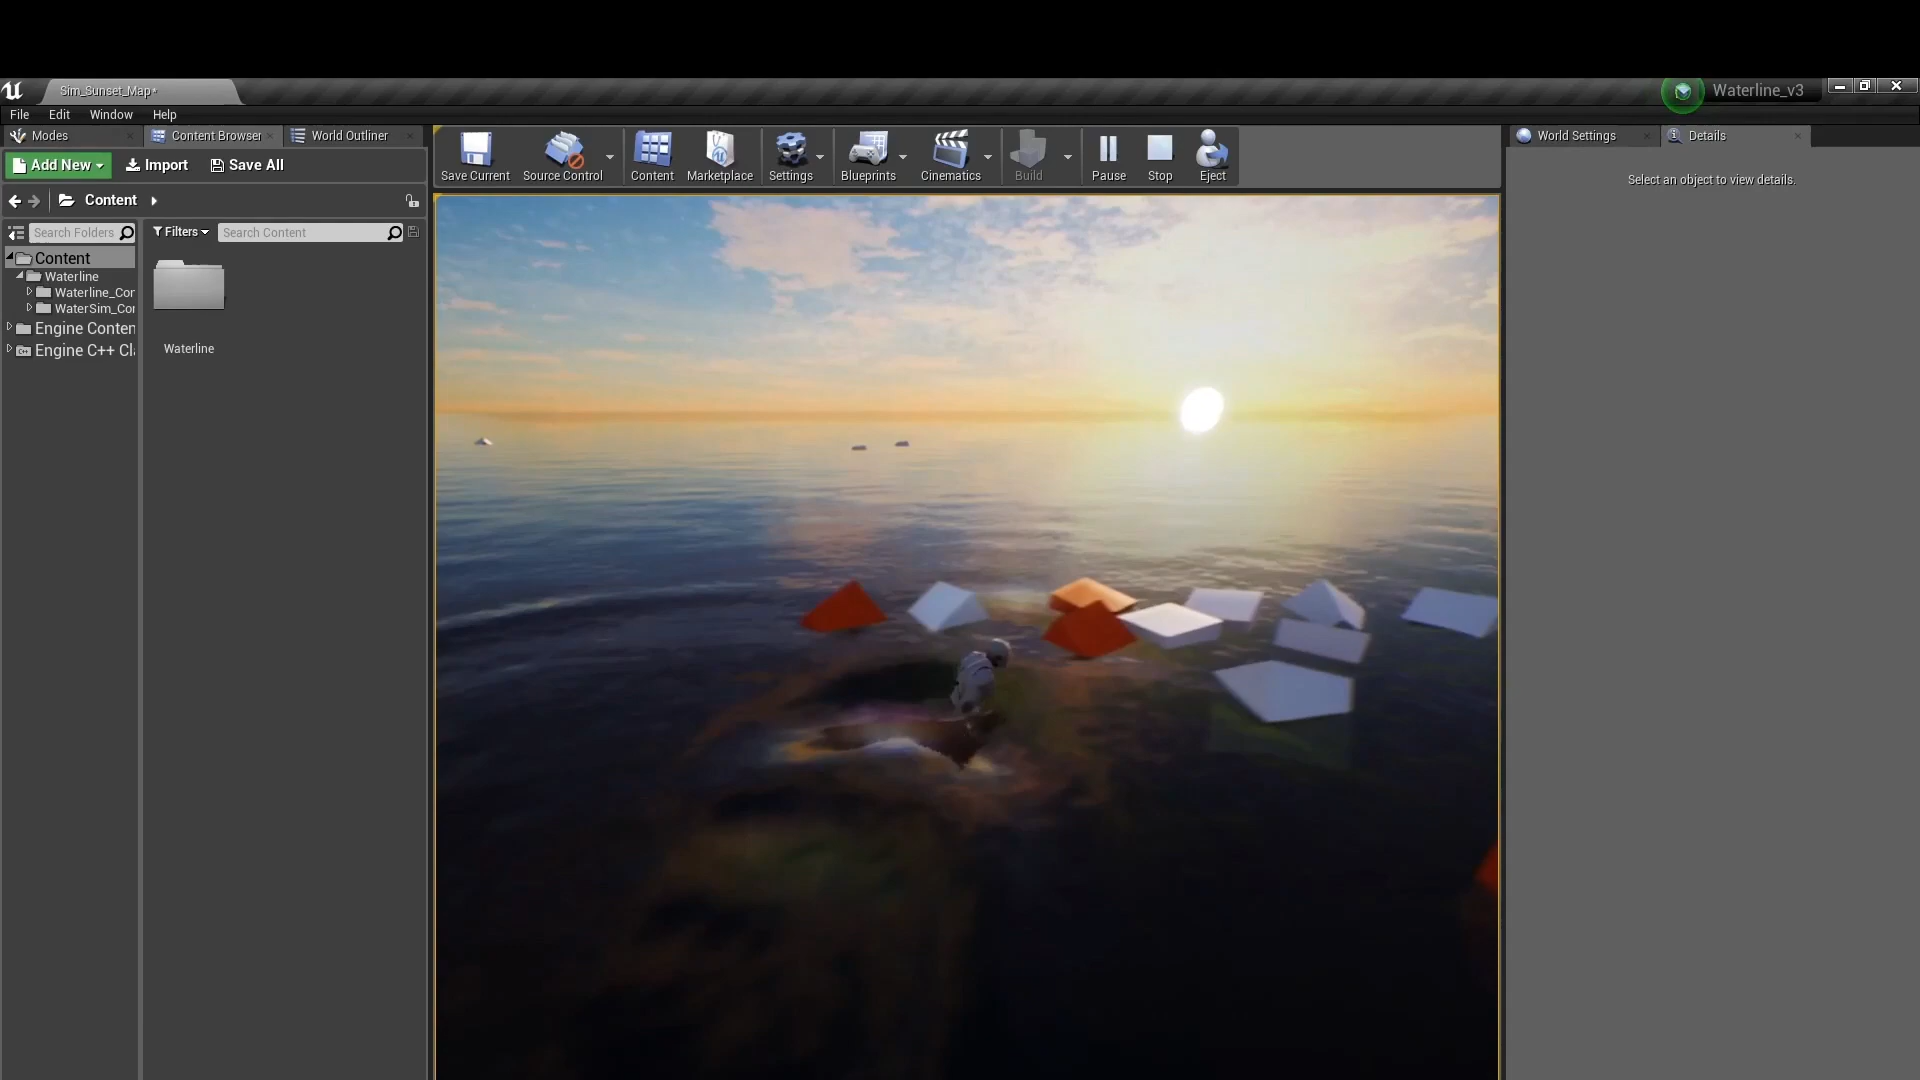 Sim_Sunset_Map*
Waterline_v3
File Edit Window Help
Modes Content Browser World Outliner
World Settings Details
Add New Import Save All
Save Current Source Control Content Marketplace Settings Blueprints Cinematics Build Pause Stop Eject
Select an object to view details.
Content
Search Folders Filters Search Content
Content
Waterline
Waterline_Cor
WaterSim_Cor
Engine Conten
Engine C++ Cl
Waterline